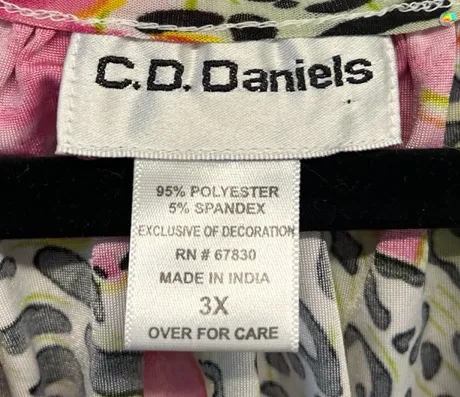 C.D. Daniels
95% POLYESTER
5% SPANDEX
EXCLUSIVE OF DECORATION
RN # 67830
MADE IN INDIA
3X
OVER FOR CARE